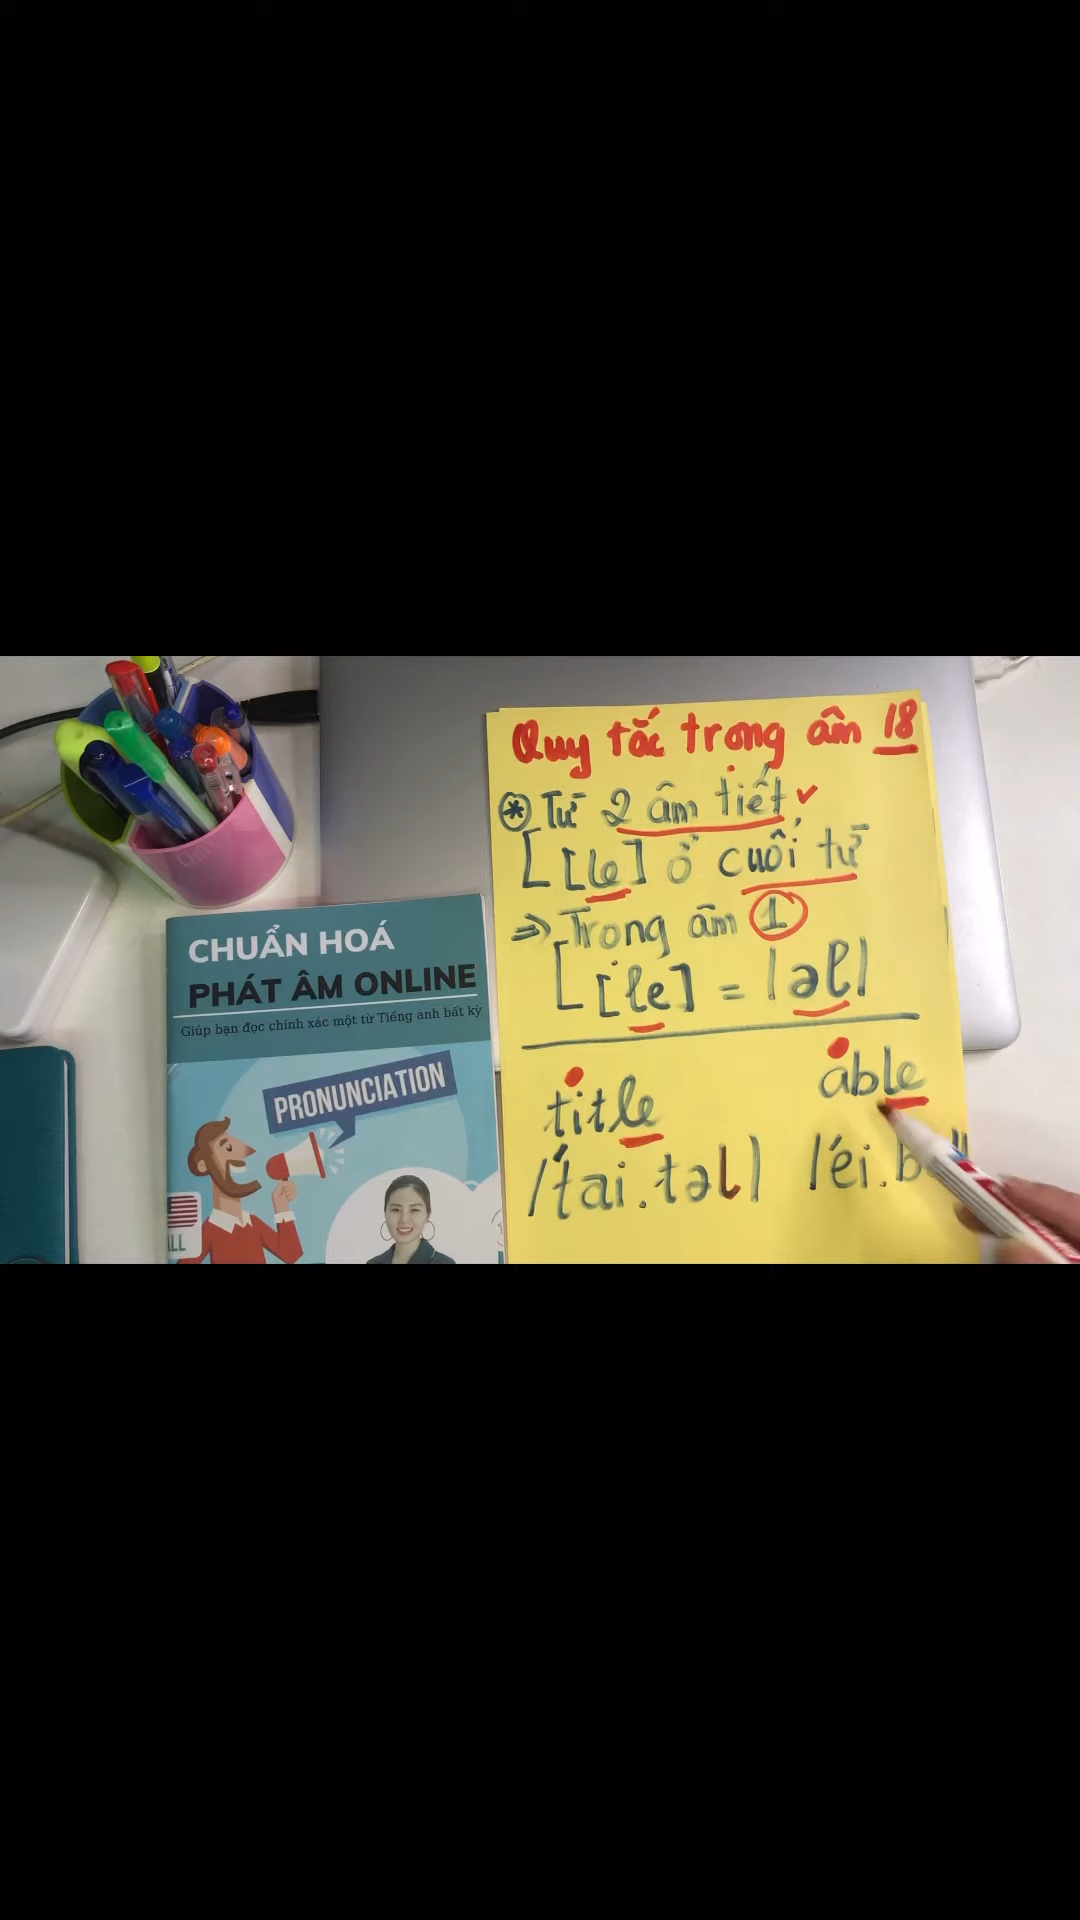 Quy tắc trọng âm 18
* Từ 2 âm tiết ✓
[le] ở cuối từ
⇒ Trọng âm 1
[le] = /əl/
title
able
/'tai.təl/
/'ei.b
CHUẨN HOÁ
PHÁT ÂM ONLINE
Giúp bạn đọc chính xác một từ Tiếng anh bất kỳ
PRONUNCIATION
ALL